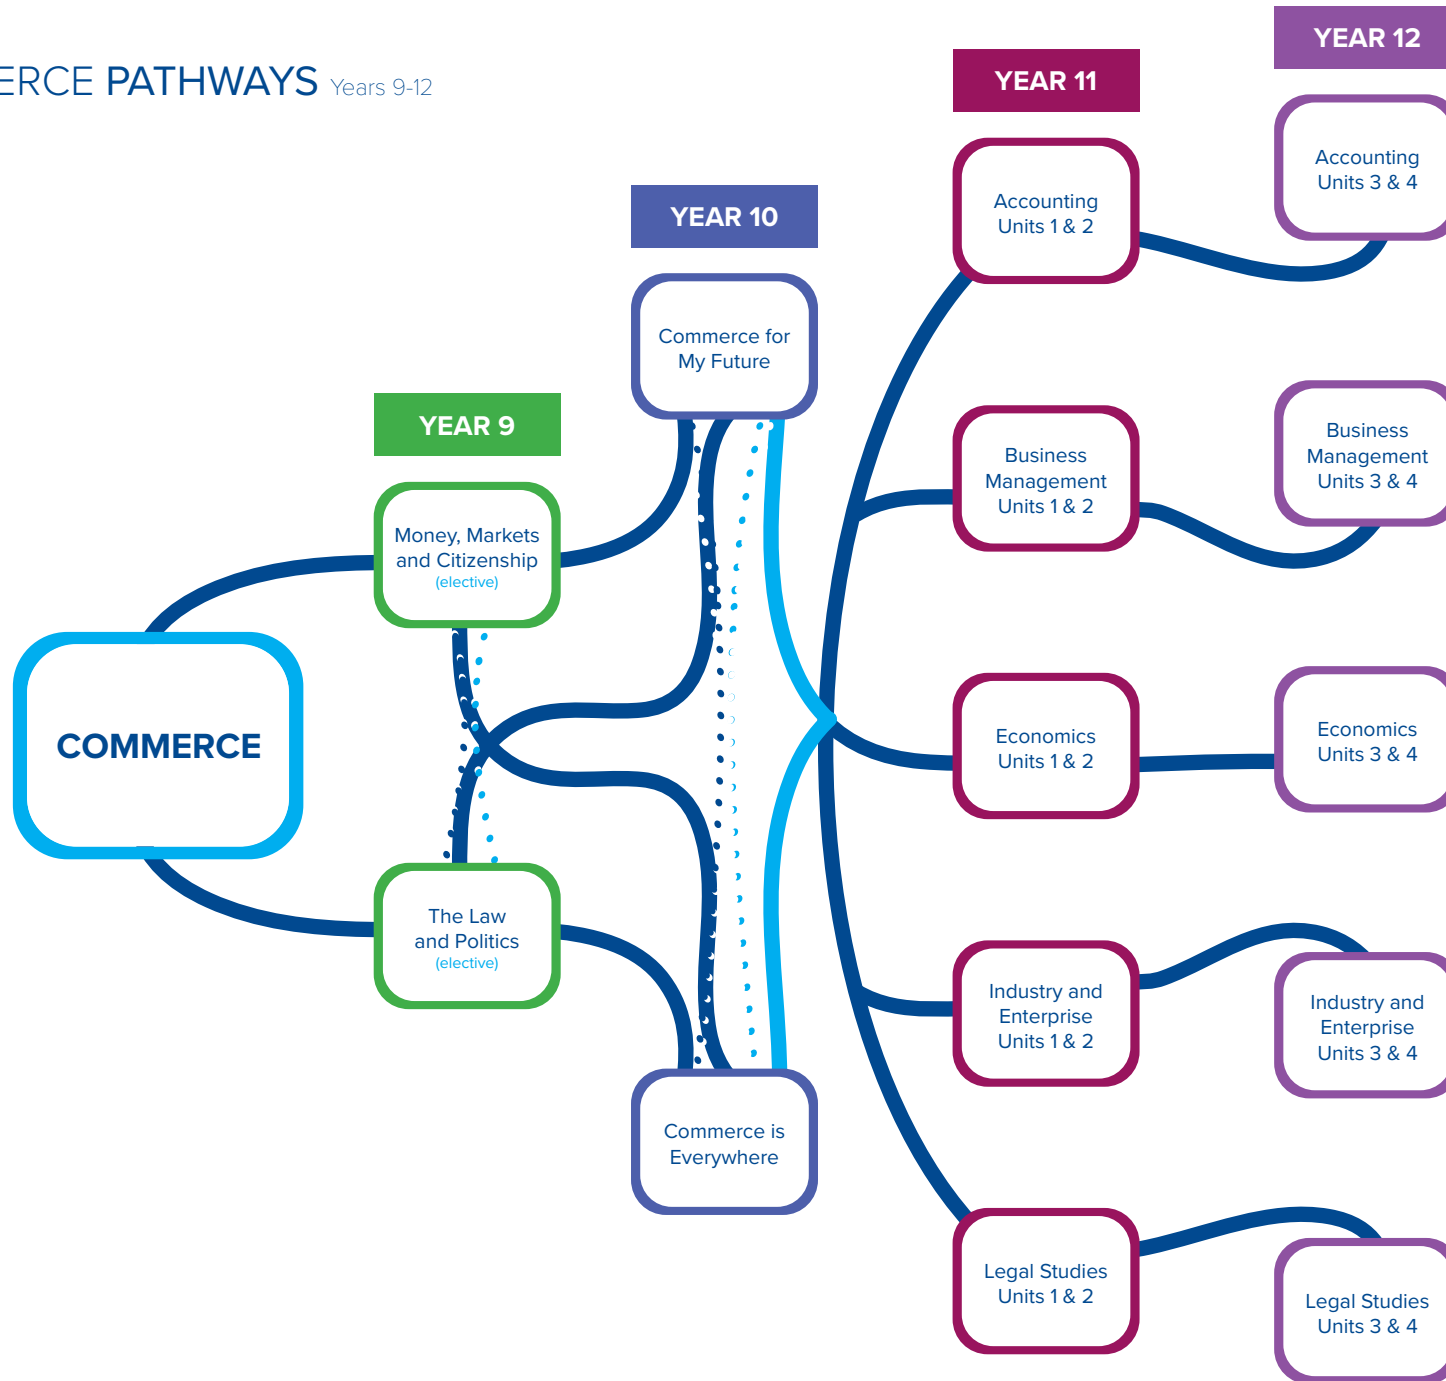 ERCE PATHWAYS Years 9-12
COMMERCE
YEAR 9
Money, Markets
and Citizenship
(elective)
The Law
and Politics
(elective)
YEAR 10
Commerce for
My Future
Commerce is
Everywhere
YEAR 11
Accounting
Units 1 & 2
Business
Management
Units 1 & 2
Economics
Units 1 & 2
Industry and
Enterprise
Units 1 & 2
Legal Studies
Units 1 & 2
YEAR 12
Accounting
Units 3 & 4
Business
Management
Units 3 & 4
Economics
Units 3 & 4
Industry and
Enterprise
Units 3 & 4
Legal Studies
Units 3 & 4